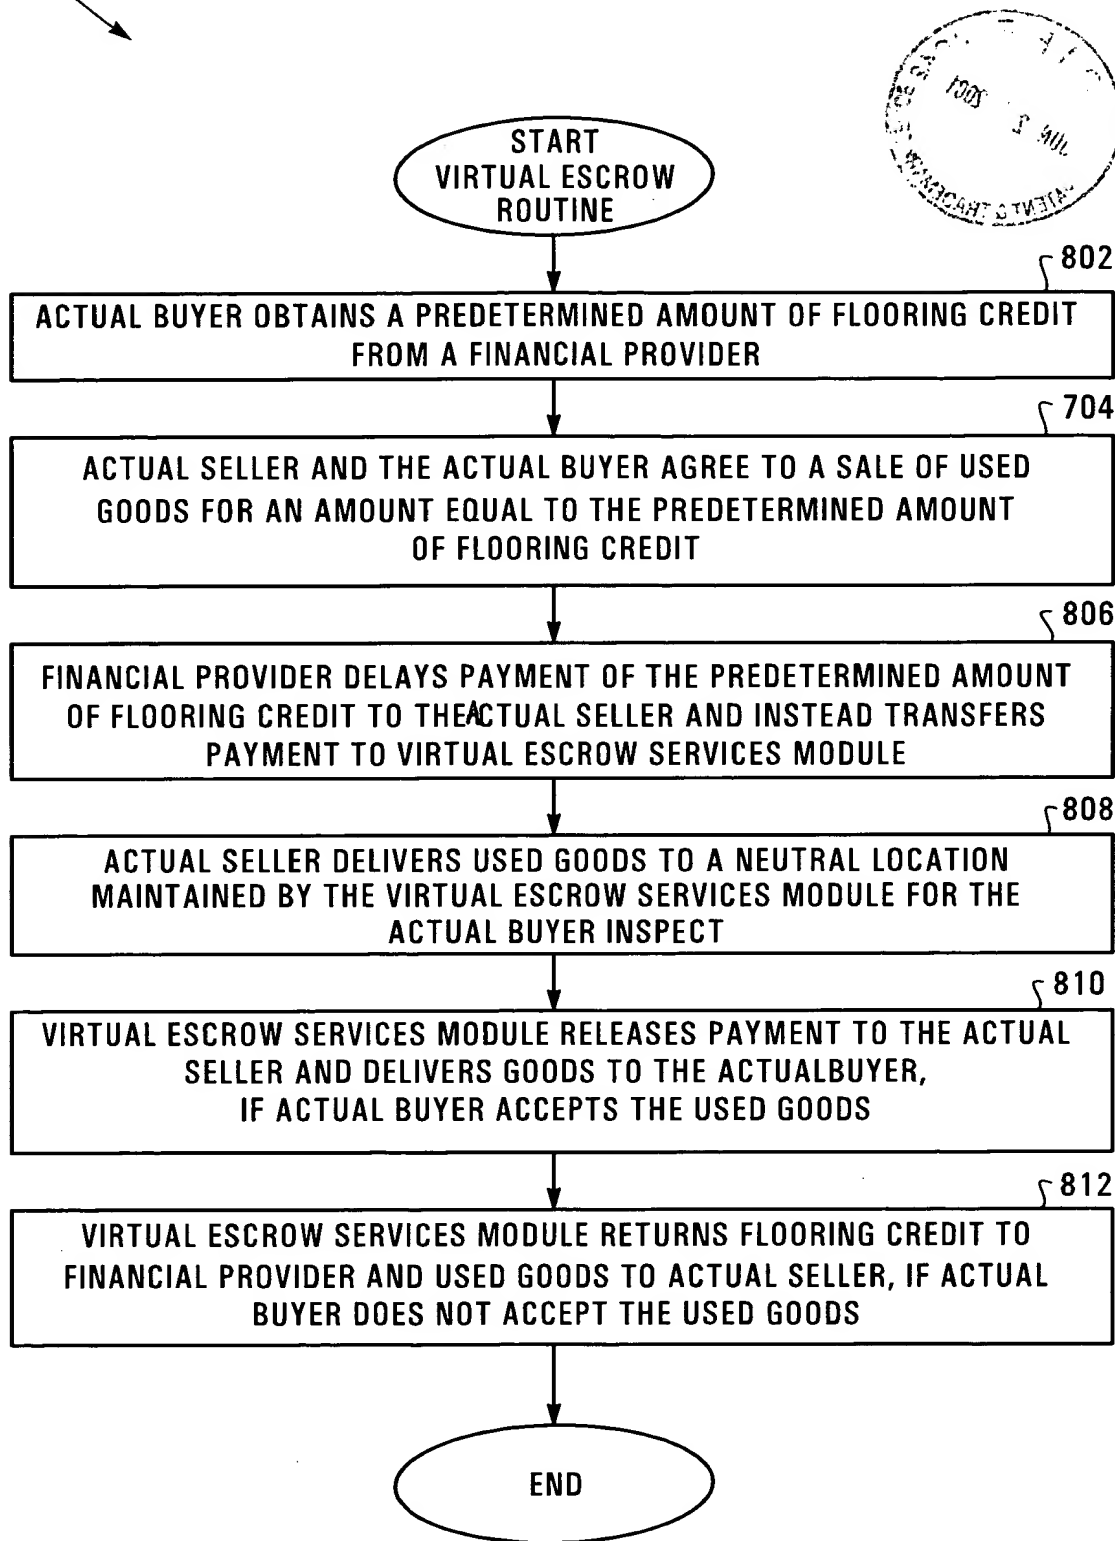 START
VIRTUAL ESCROW
ROUTINE
802
ACTUAL BUYER OBTAINS A PREDETERMINED AMOUNT OF FLOORING CREDIT
FROM A FINANCIAL PROVIDER
704
ACTUAL SELLER AND THE ACTUAL BUYER AGREE TO A SALE OF USED
GOODS FOR AN AMOUNT EQUAL TO THE PREDETERMINED AMOUNT
OF FLOORING CREDIT
806
FINANCIAL PROVIDER DELAYS PAYMENT OF THE PREDETERMINED AMOUNT
OF FLOORING CREDIT TO THEACTUAL SELLER AND INSTEAD TRANSFERS
PAYMENT TO VIRTUAL ESCROW SERVICES MODULE
808
ACTUAL SELLER DELIVERS USED GOODS TO A NEUTRAL LOCATION
MAINTAINED BY THE VIRTUAL ESCROW SERVICES MODULE FOR THE
ACTUAL BUYER INSPECT
810
VIRTUAL ESCROW SERVICES MODULE RELEASES PAYMENT TO THE ACTUAL
SELLER AND DELIVERS GOODS TO THE ACTUALBUYER,
IF ACTUAL BUYER ACCEPTS THE USED GOODS
812
VIRTUAL ESCROW SERVICES MODULE RETURNS FLOORING CREDIT TO
FINANCIAL PROVIDER AND USED GOODS TO ACTUAL SELLER, IF ACTUAL
BUYER DOES NOT ACCEPT THE USED GOODS
END